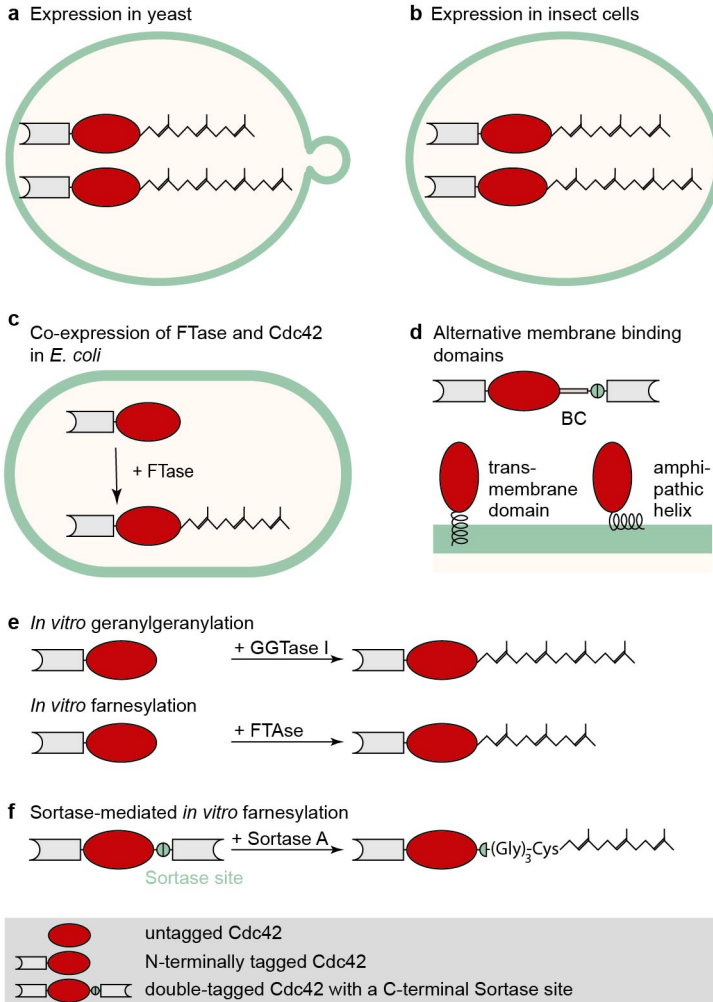 a Expression in yeast
b Expression in insect cells
c
Co-expression of FTase and Cdc42
in E. coli
+ FTase
d Alternative membrane binding
domains
BC
trans-
membrane
domain
amphi-
pathic
helix
e In vitro geranylgeranylation
+ GGTase I
In vitro farnesylation
+ FTAse
f Sortase-mediated in vitro farnesylation
+ Sortase A
Sortase site
(Gly)3-Cys
untagged Cdc42
N-terminally tagged Cdc42
double-tagged Cdc42 with a C-terminal Sortase site